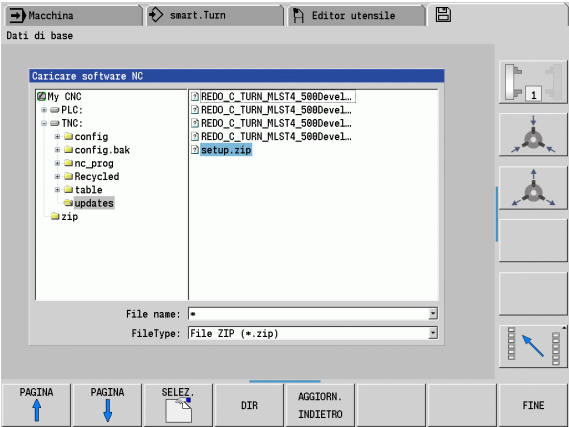 Macchina
smart.Turn
Editor utensile
Dati di base
Caricare software NC
My CNC
PLC:
TNC:
config
config.bak
nc_prog
Recycled
table
updates
zip
REDO_C_TURN_MLST4_500Devel…
REDO_C_TURN_MLST4_500Devel…
REDO_C_TURN_MLST4_500Devel…
REDO_C_TURN_MLST4_500Devel…
setup.zip
File name: *
FileType: File ZIP (*.zip)
1
PAGINA
PAGINA
SELEZ.
DIR
AGGIORN.
INDIETRO
FINE